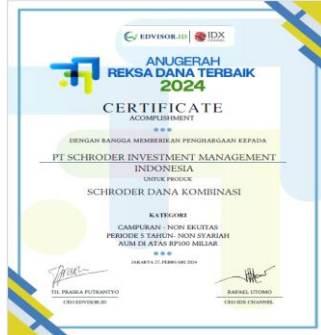 EDVISOR.ID IDX
ANUGERAH
REKSA DANA TERBAIK
2024
CERTIFICATE
ACOMPLISHMENT
DENGAN BANGGA MEMBERIKAN PENGHARGAAN KEPADA
PT SCHRODER INVESTMENT MANAGEMENT
INDONESIA
UNTUK PRODUK
SCHRODER DANA KOMBINASI
KATEGORI
CAMPURAN - NON EKUITAS
PERIODE 5 TAHUN- NON SYARIAH
AUM DI ATAS RP100 MILIAR
JAKARTA 27, FEBRUARI 2024
TH. PRASKA PUTRANTYO RAFAEL UTOMO
CEO EDVISOR.ID CEO IDX CHANNEL